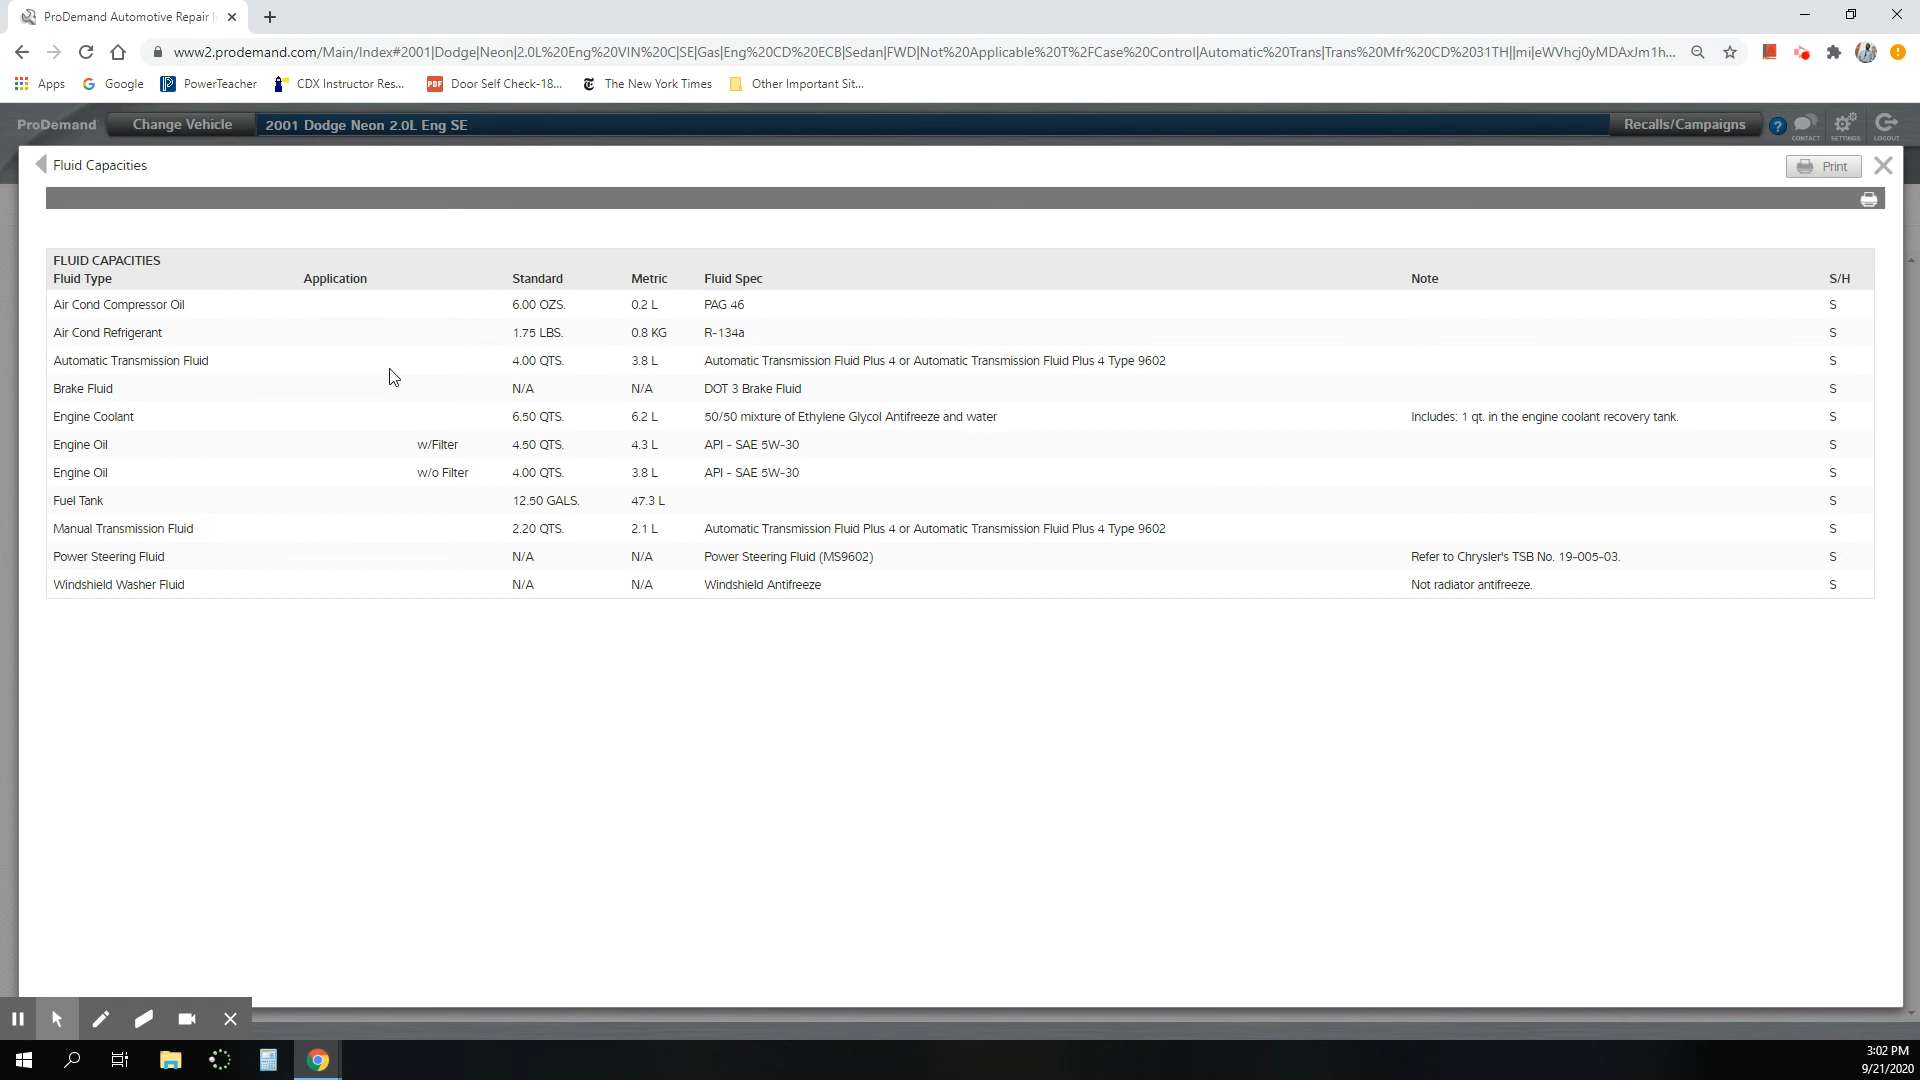 ProDemand Automotive Repair I
www2.prodemand.com/Main/Index#2001|Dodge|Neon|2.0L%20Eng%20VIN%20C|SE|Gas|Eng%20CD%20ECB|Sedan|FWD|Not%20Applicable%20T%2FCase%20Control|Automatic%20Trans|Trans%20Mfr%20CD%2031TH||mi|eWVhcj0yMDAxJm1h...
Apps Google PowerTeacher CDX Instructor Res... PDF Door Self Check-18... The New York Times Other Important Sit...
ProDemand Change Vehicle 2001 Dodge Neon 2.0L Eng SE Recalls/Campaigns ? CONTACT SETTINGS LOGOUT
Fluid Capacities Print
FLUID CAPACITIES
Fluid Type Application Standard Metric Fluid Spec Note S/H
Air Cond Compressor Oil 6.00 OZS. 0.2 L PAG 46 S
Air Cond Refrigerant 1.75 LBS. 0.8 KG R-134a S
Automatic Transmission Fluid 4.00 QTS. 3.8 L Automatic Transmission Fluid Plus 4 or Automatic Transmission Fluid Plus 4 Type 9602 S
Brake Fluid N/A N/A DOT 3 Brake Fluid S
Engine Coolant 6.50 QTS. 6.2 L 50/50 mixture of Ethylene Glycol Antifreeze and water Includes: 1 qt. in the engine coolant recovery tank. S
Engine Oil w/Filter 4.50 QTS. 4.3 L API - SAE 5W-30 S
Engine Oil w/o Filter 4.00 QTS. 3.8 L API - SAE 5W-30 S
Fuel Tank 12.50 GALS. 47.3 L S
Manual Transmission Fluid 2.20 QTS. 2.1 L Automatic Transmission Fluid Plus 4 or Automatic Transmission Fluid Plus 4 Type 9602 S
Power Steering Fluid N/A N/A Power Steering Fluid (MS9602) Refer to Chrysler's TSB No. 19-005-03. S
Windshield Washer Fluid N/A N/A Windshield Antifreeze Not radiator antifreeze. S
3:02 PM
9/21/2020